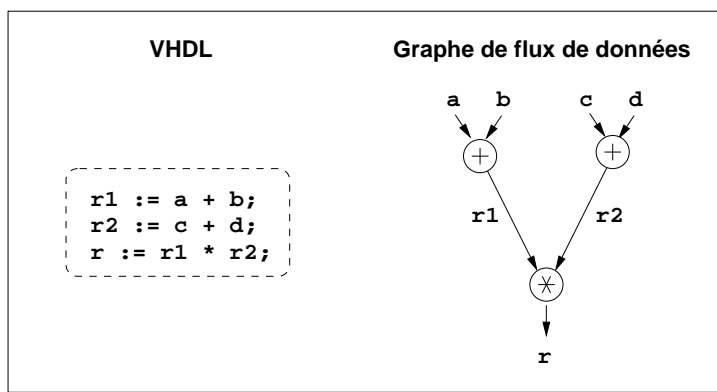 VHDL
r1 := a + b;
r2 := c + d;
r := r1 * r2;
Graphe de flux de données
a b c d
+ +
r1 r2
*
r